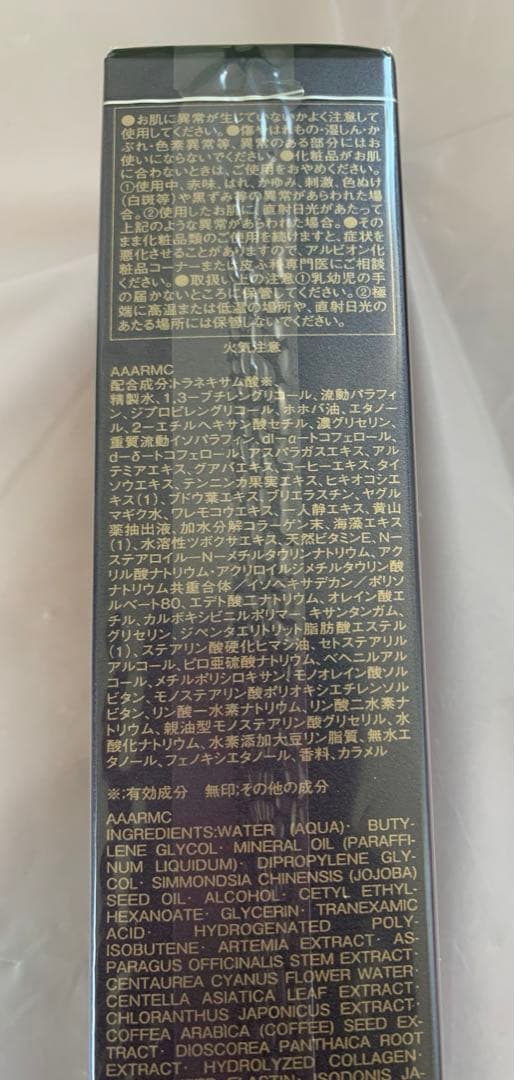 ●お肌に異常が生じていないかよく注意して
使用してください。●傷やはれもの・湿しん・か
ぶれ・色素異常等、異常のある部分にはお
使いにならないでください。●化粧品がお肌
に合わないときは、ご使用をおやめください。
①使用中、赤味、はれ、かゆみ、刺激、色ぬけ
(白斑等)や黒ずみ等の異常があらわれた場
合。②使用したお肌に、直射日光があたって
上記のような異常があらわれた場合。●その
まま化粧品類のご使用を続けますと、症状を
悪化させることがありますので、アルビオン化
粧品コーナーまたは皮ふ科専門医にご相談
ください。●取扱い上の注意①乳幼児の手
の届かないところに保管してください。②極
端に高温または低温の場所や、直射日光の
あたる場所には保管しないでください。
火気注意
AAARMC
配合成分:トラネキサム酸※、
精製水、1,3-ブチレングリコール、流動パラフィ
ン、ジプロピレングリコール、ホホバ油、エタノー
ル、2-エチルヘキサン酸セチル、濃グリセリン、
重質流動イソパラフィン、dl-α-トコフェロール、
d-δ-トコフェロール、アスパラガスエキス、アル
テミアエキス、グアバエキス、コーヒーエキス、タイ
ソウエキス、テンニンカ果実エキス、ヒキオコシエ
キス(1)、ブドウ葉エキス、ブリエラスチン、ヤグル
マギク水、ワレモコウエキス、一人静エキス、黄山
薬抽出液、加水分解コラーゲン末、海藻エキス
(1)、水溶性ツボクサエキス、天然ビタミンE、N-
ステアロイル-N-メチルタウリンナトリウム、アク
リル酸ナトリウム・アクリロイルジメチルタウリン酸
ナトリウム共重合体/イソヘキサデカン/ポリソ
ルベート80、エデト酸二ナトリウム、オレイン酸エ
チル、カルボキシビニルポリマー、キサンタンガム、
グリセリン、ジペンタエリトリット脂肪酸エステル
(1)、ステアリン酸硬化ヒマシ油、セトステアリル
アルコール、ピロ亜硫酸ナトリウム、ベヘニルアル
コール、メチルポリシロキサン、モノオレイン酸ソル
ビタン、モノステアリン酸ポリオキシエチレンソル
ビタン、リン酸一水素ナトリウム、リン酸二水素ナ
トリウム、親油型モノステアリン酸グリセリル、水
酸化ナトリウム、水素添加大豆リン脂質、無水エ
タノール、フェノキシエタノール、香料、カラメル
※:有効成分 無印:その他の成分
AAARMC
INGREDIENTS:WATER (AQUA)· BUTY-
LENE GLYCOL· MINERAL OIL (PARAFFI-
NUM LIQUIDUM)· DIPROPYLENE GLY-
COL· SIMMONDSIA CHINENSIS (JOJOBA)
SEED OIL· ALCOHOL· CETYL ETHYL-
HEXANOATE· GLYCERIN· TRANEXAMIC
ACID· HYDROGENATED POLY-
ISOBUTENE· ARTEMIA EXTRACT· AS-
PARAGUS OFFICINALIS STEM EXTRACT·
CENTAUREA CYANUS FLOWER WATER·
CENTELLA ASIATICA LEAF EXTRACT·
CHLORANTHUS JAPONICUS EXTRACT·
COFFEA ARABICA (COFFEE) SEED EX-
TRACT· DIOSCOREA PANTHAICA ROOT
EXTRACT· HYDROLYZED COLLAGEN·
ELASTIN· ISODONIS JA-